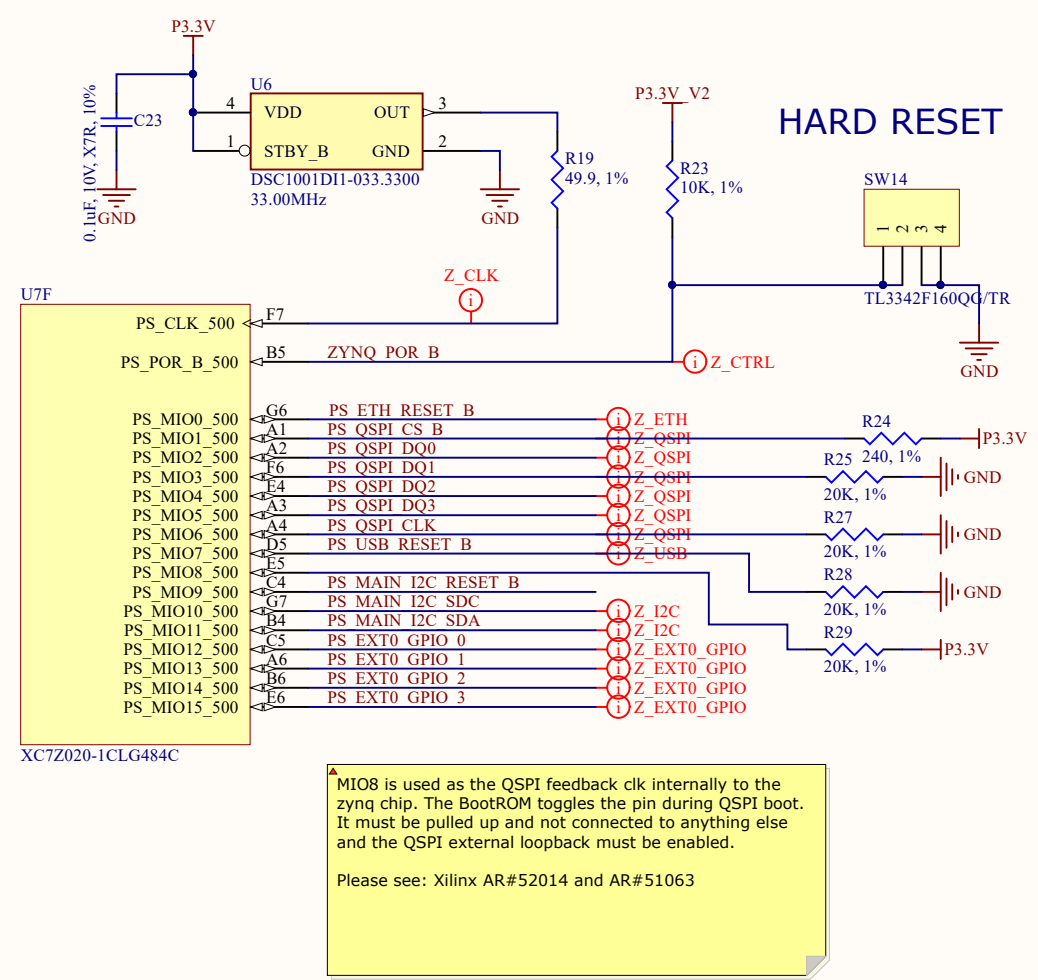 P3.3V
U6
4
VDD
OUT
3
1
STBY_B
GND
2
DSC1001DI1-033.3300
33.00MHz
C23
0.1uF, 10V, X7R, 10%
GND
GND
R19
49.9, 1%
P3.3V_V2
R23
10K, 1%
HARD RESET
SW14
1
2
3
4
TL3342F160QG/TR
GND
Z_CLK
i
U7F
PS_CLK_500
F7
PS_POR_B_500
B5
ZYNQ_POR_B
i
Z_CTRL
PS_MIO0_500 G6 PS_ETH_RESET_B i Z_ETH
PS_MIO1_500 A1 PS_QSPI_CS_B i Z_QSPI
PS_MIO2_500 A2 PS_QSPI_DQ0 i Z_QSPI
PS_MIO3_500 F6 PS_QSPI_DQ1 i Z_QSPI
PS_MIO4_500 E4 PS_QSPI_DQ2 i Z_QSPI
PS_MIO5_500 A3 PS_QSPI_DQ3 i Z_QSPI
PS_MIO6_500 A4 PS_QSPI_CLK i Z_QSPI
PS_MIO7_500 D5 PS_USB_RESET_B i Z_USB
PS_MIO8_500 E5
PS_MIO9_500 C4 PS_MAIN_I2C_RESET_B
PS_MIO10_500 G7 PS_MAIN_I2C_SDC i Z_I2C
PS_MIO11_500 B4 PS_MAIN_I2C_SDA i Z_I2C
PS_MIO12_500 C5 PS_EXT0_GPIO_0 i Z_EXT0_GPIO
PS_MIO13_500 A6 PS_EXT0_GPIO_1 i Z_EXT0_GPIO
PS_MIO14_500 B6 PS_EXT0_GPIO_2 i Z_EXT0_GPIO
PS_MIO15_500 E6 PS_EXT0_GPIO_3 i Z_EXT0_GPIO
R24
240, 1%
P3.3V
R25
20K, 1%
GND
R27
20K, 1%
GND
R28
20K, 1%
GND
R29
20K, 1%
P3.3V
XC7Z020-1CLG484C
MIO8 is used as the QSPI feedback clk internally to the
zynq chip. The BootROM toggles the pin during QSPI boot.
It must be pulled up and not connected to anything else
and the QSPI external loopback must be enabled.
Please see: Xilinx AR#52014 and AR#51063